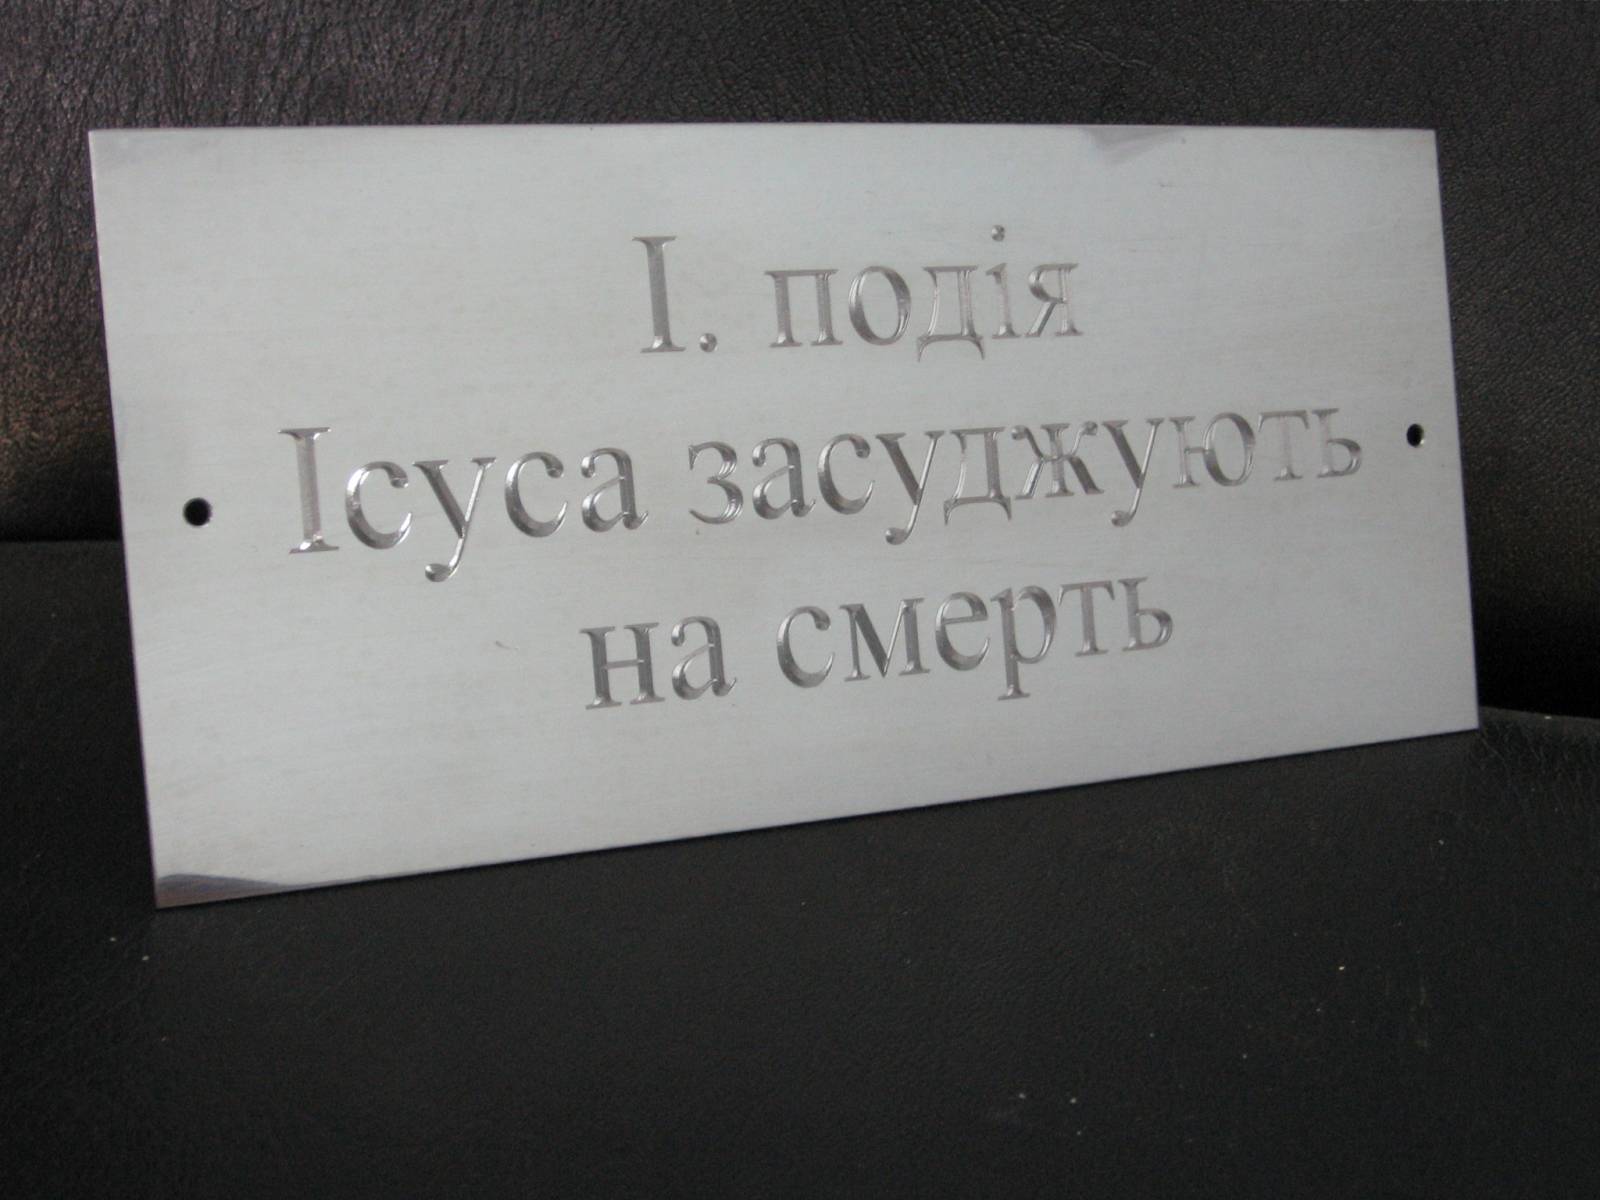 І. подія
Ісуса засуджують
на смерть